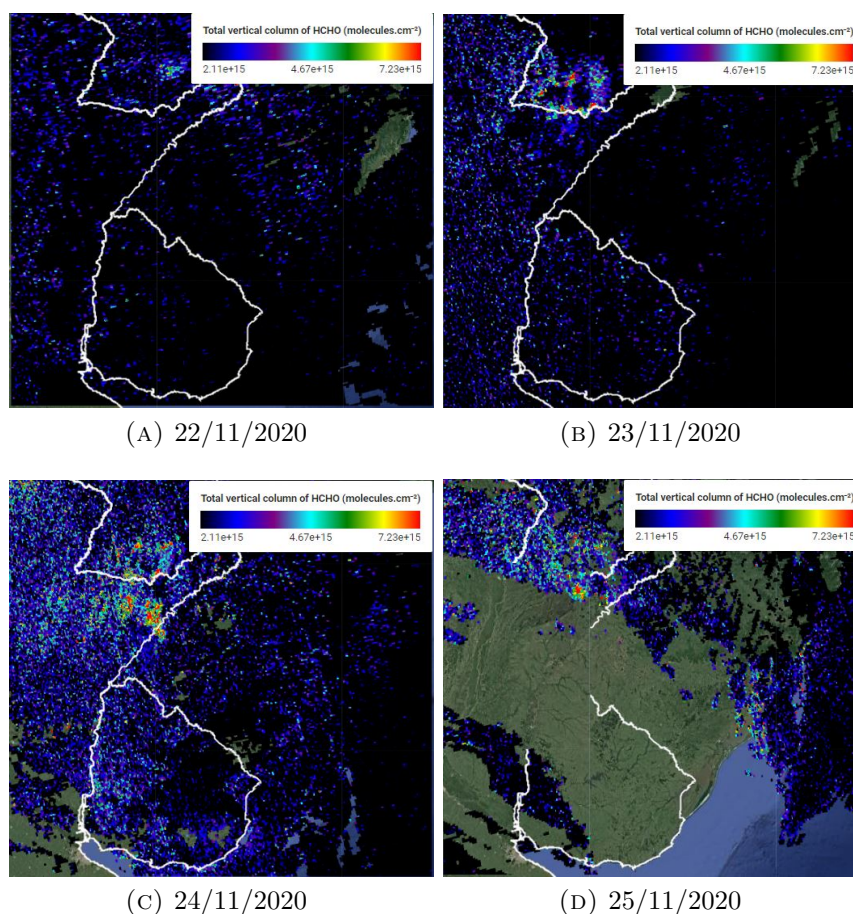 Total vertical column of HCHO (molecules.cm⁻²)
2.11e+15 4.67e+15 7.23e+15
Total vertical column of HCHO (molecules.cm⁻²)
2.11e+15 4.67e+15 7.23e+15
(A) 22/11/2020
(B) 23/11/2020
Total vertical column of HCHO (molecules.cm⁻²)
2.11e+15 4.67e+15 7.23e+15
Total vertical column of HCHO (molecules.cm⁻²)
2.11e+15 4.67e+15 7.23e+15
(C) 24/11/2020
(D) 25/11/2020